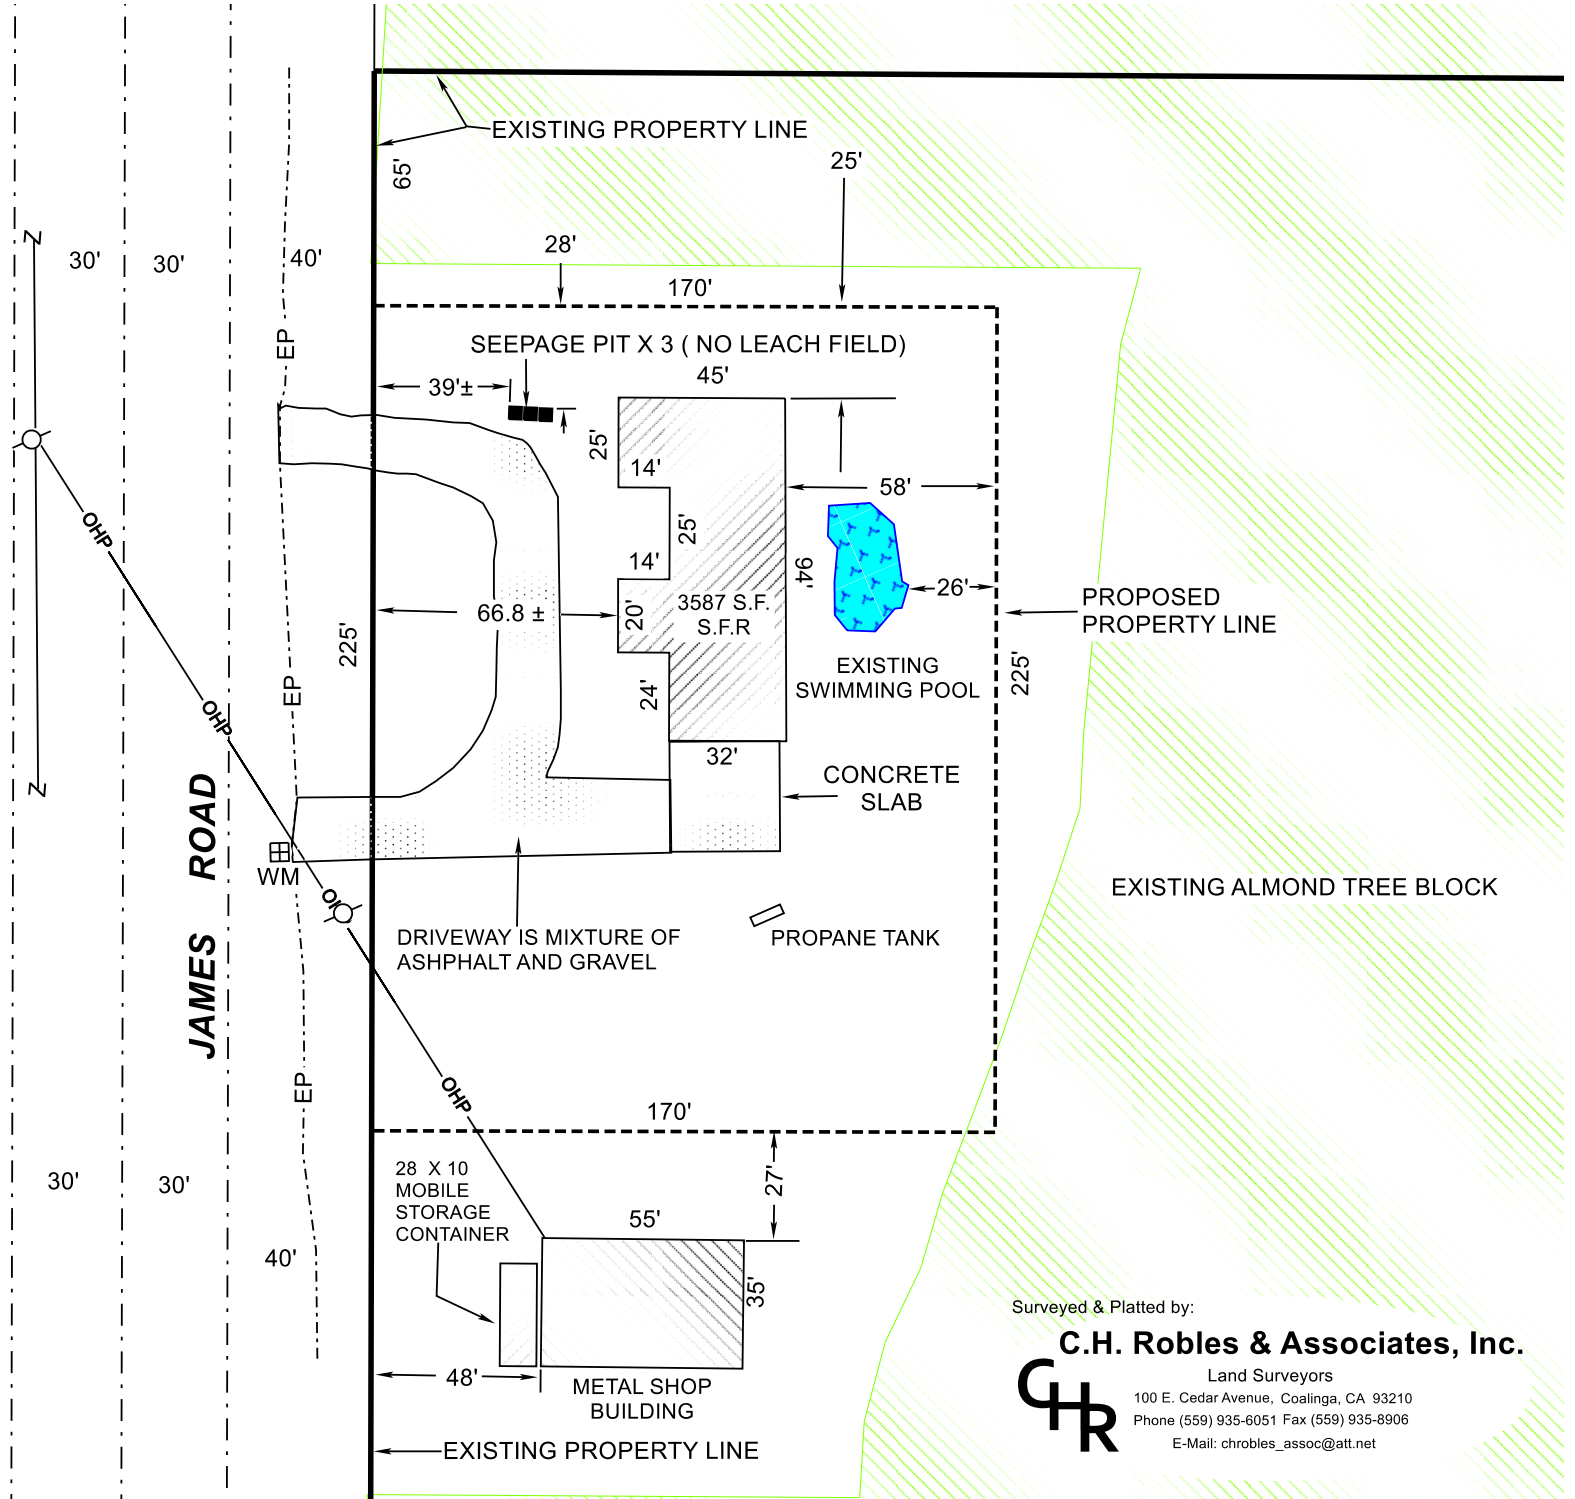 EXISTING PROPERTY LINE
65'
25'
30'
30'
40'
28'
170'
SEEPAGE PIT X 3 ( NO LEACH FIELD)
45'
39'±
EP
N
25'
14'
58'
25'
OHP
14'
94'
26'
3587 S.F.
S.F.R
20'
66.8 ±
PROPOSED
PROPERTY LINE
225'
EXISTING
SWIMMING POOL
225'
24'
EP
OHP
32'
CONCRETE
SLAB
N
JAMES ROAD
WM
OHP
EXISTING ALMOND TREE BLOCK
DRIVEWAY IS MIXTURE OF
ASHPHALT AND GRAVEL
PROPANE TANK
EP
OHP
170'
30'
30'
40'
28 X 10
MOBILE
STORAGE
CONTAINER
27'
55'
35'
48'
METAL SHOP
BUILDING
EXISTING PROPERTY LINE
Surveyed & Platted by:
C.H. Robles & Associates, Inc.
CHR
Land Surveyors
100 E. Cedar Avenue, Coalinga, CA 93210
Phone (559) 935-6051 Fax (559) 935-8906
E-Mail: chrobles_assoc@att.net